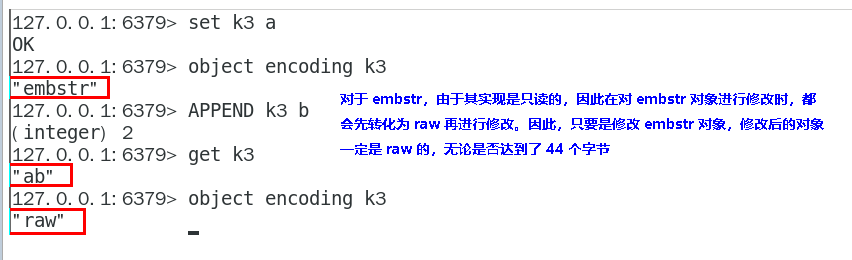 127.0.0.1:6379> set k3 a
OK
127.0.0.1:6379> object encoding k3
"embstr"
127.0.0.1:6379> APPEND k3 b
(integer) 2
127.0.0.1:6379> get k3
"ab"
127.0.0.1:6379> object encoding k3
"raw"
对于 embstr，由于其实现是只读的，因此在对 embstr 对象进行修改时，都
会先转化为 raw 再进行修改。因此，只要是修改 embstr 对象，修改后的对象
一定是 raw 的，无论是否达到了 44 个字节